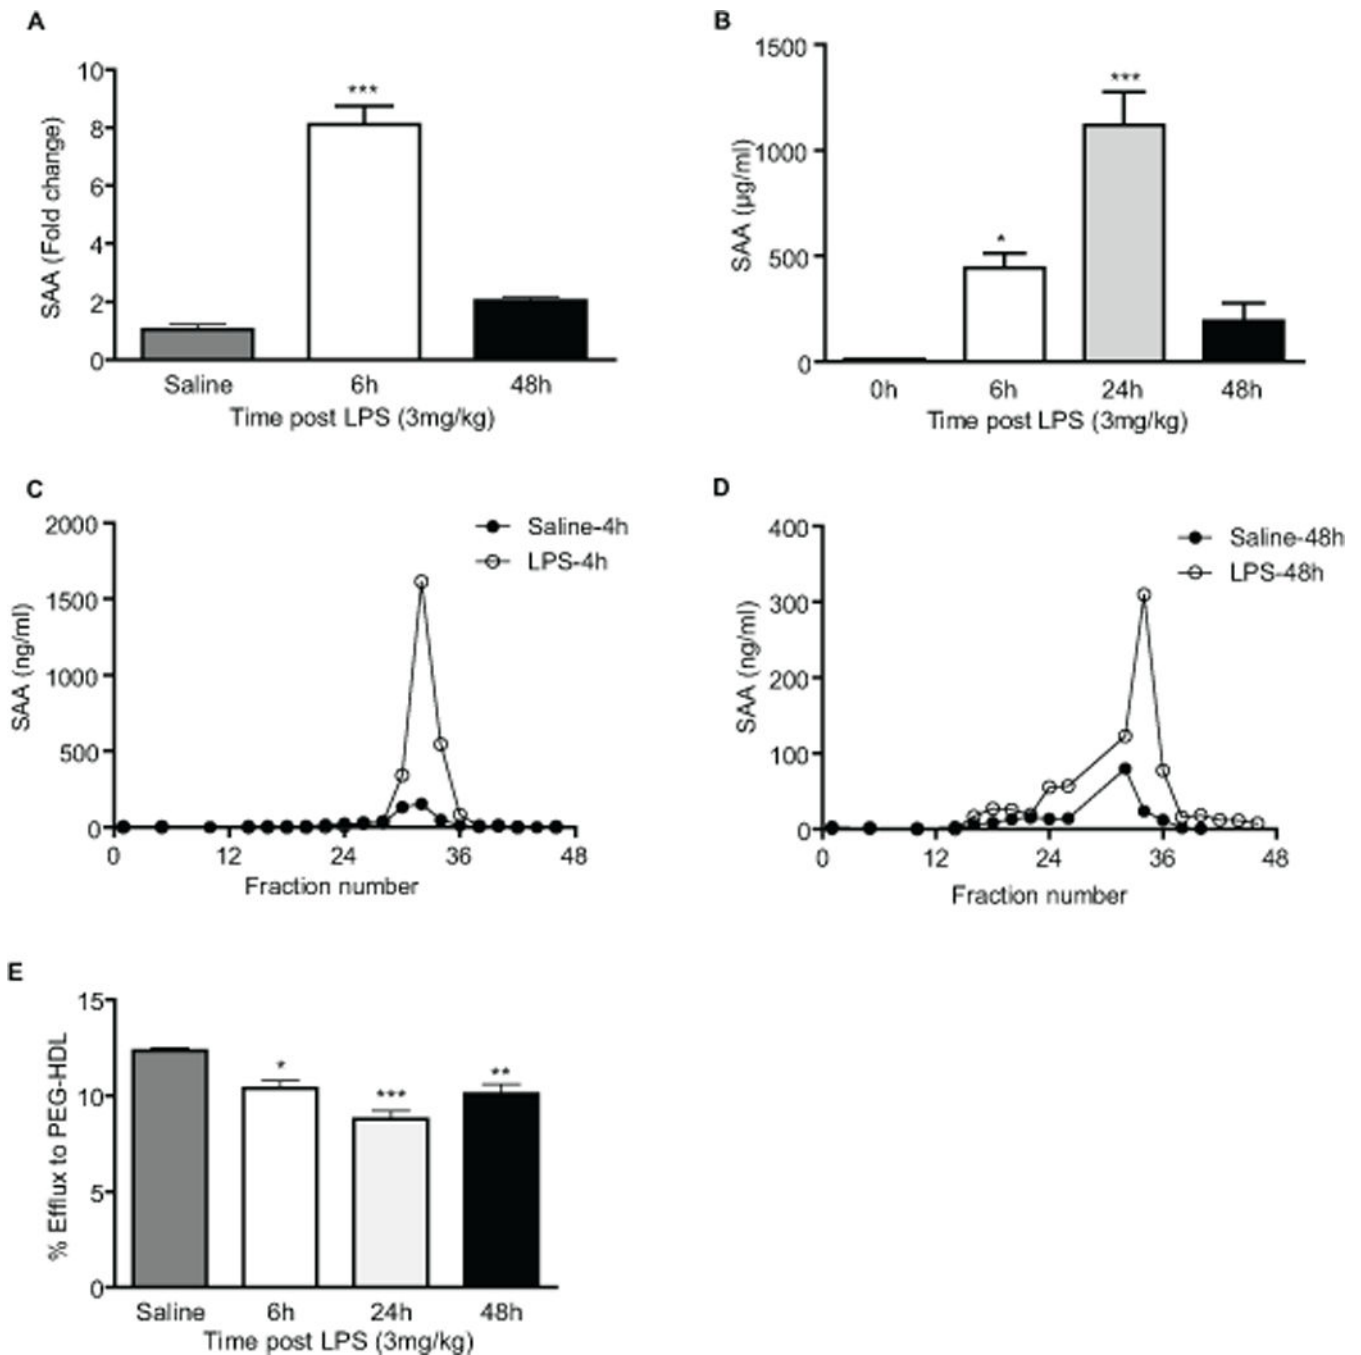 A
SAA (Fold change)
10
8
6
4
2
0
***
Saline 6h 48h
Time post LPS (3mg/kg)
B
SAA (µg/ml)
1500
1000
500
0
*
***
0h 6h 24h 48h
Time post LPS (3mg/kg)
C
SAA (ng/ml)
2000
1500
1000
500
0
Saline-4h
LPS-4h
0 12 24 36 48
Fraction number
D
SAA (ng/ml)
400
300
200
100
0
Saline-48h
LPS-48h
0 12 24 36 48
Fraction number
E
% Efflux to PEG-HDL
15
10
5
0
*
***
**
Saline 6h 24h 48h
Time post LPS (3mg/kg)